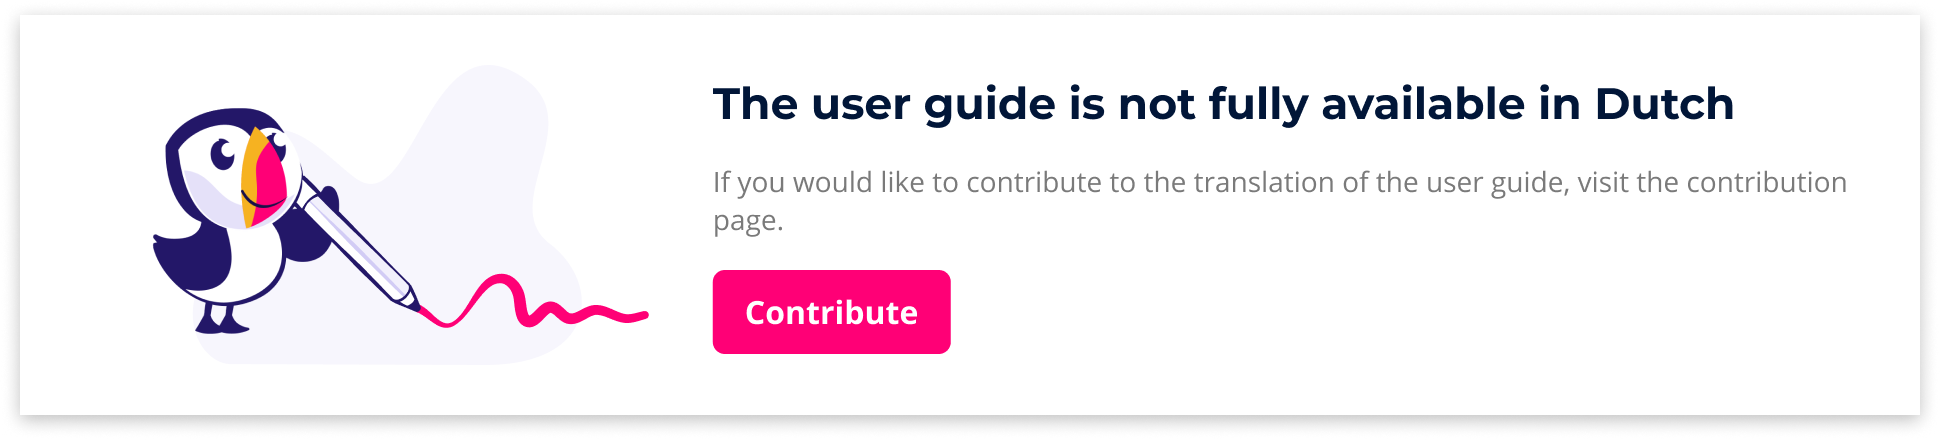 The user guide is not fully available in Dutch
If you would like to contribute to the translation of the user guide, visit the contribution
page.
Contribute